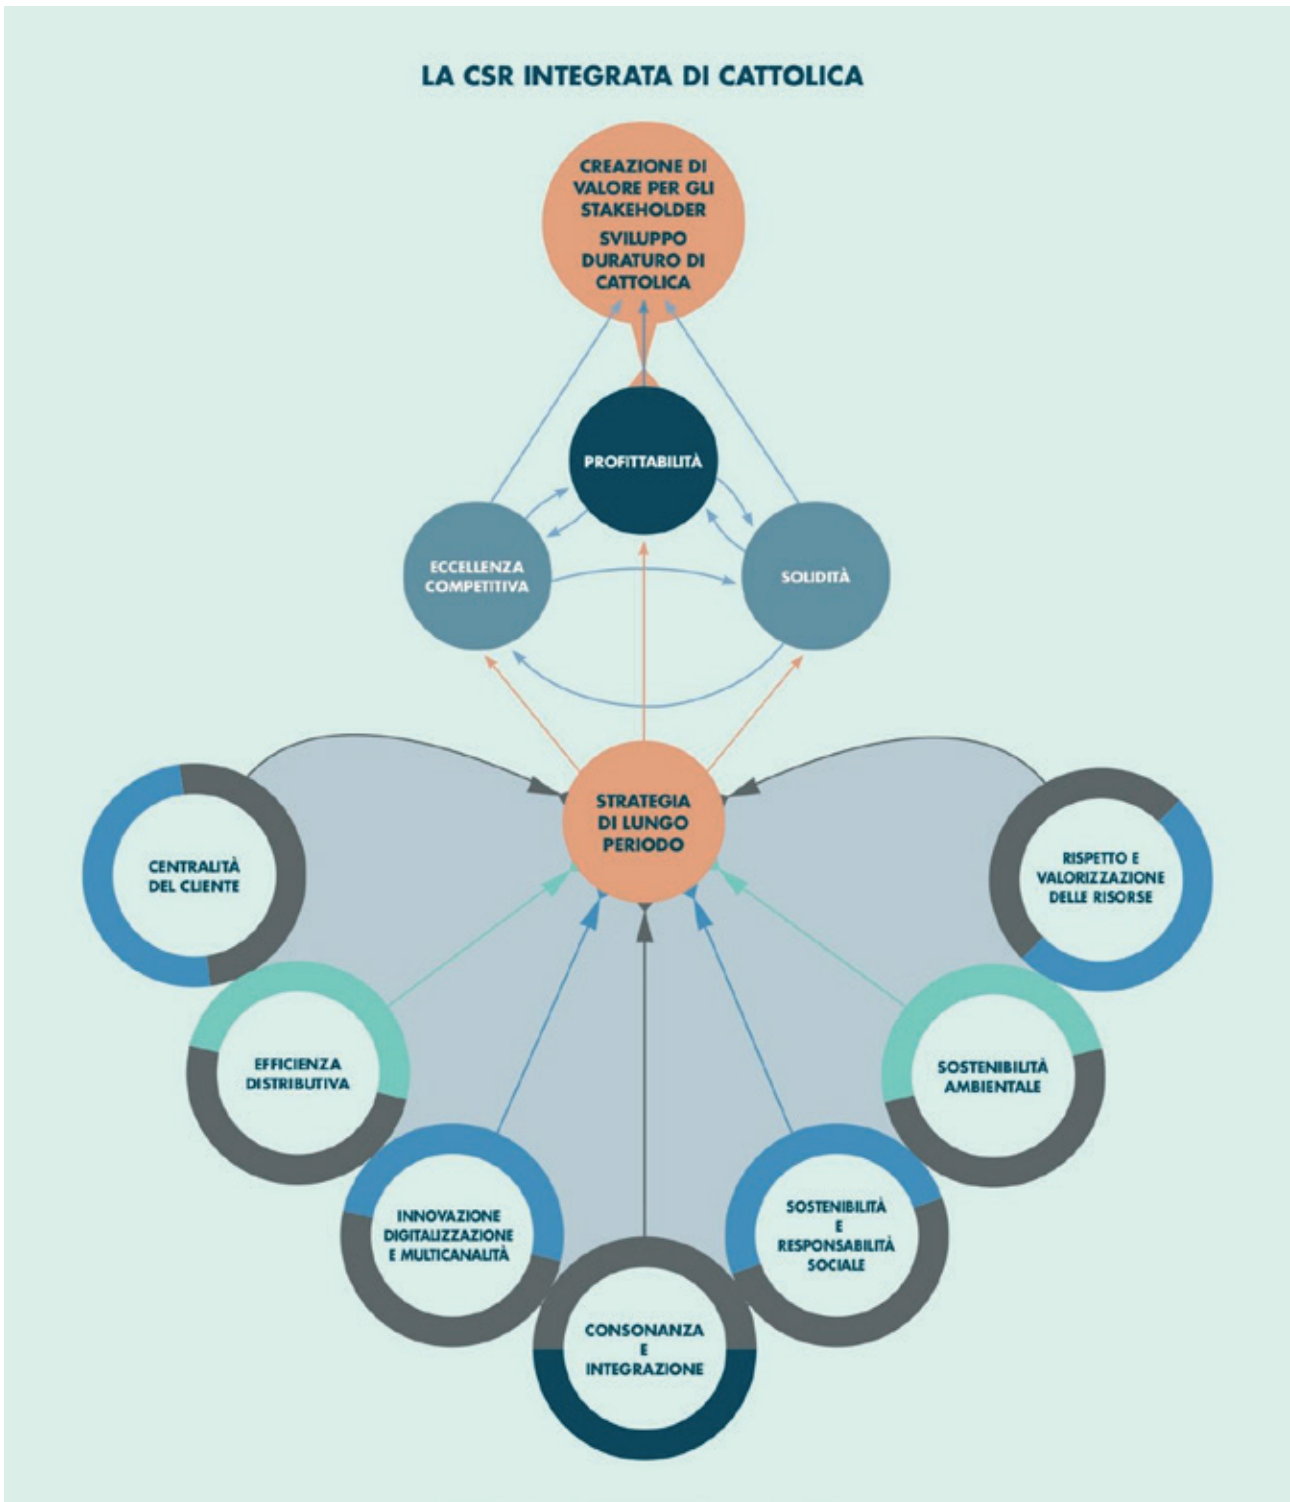 LA CSR INTEGRATA DI CATTOLICA
CREAZIONE DI
VALORE PER GLI
STAKEHOLDER
SVILUPPO
DURATURO DI
CATTOLICA
PROFITTABILITÀ
ECCELLENZA
COMPETITIVA
SOLIDITÀ
STRATEGIA
DI LUNGO
PERIODO
CENTRALITÀ
DEL CLIENTE
RISPETTO E
VALORIZZAZIONE
DELLE RISORSE
EFFICIENZA
DISTRIBUTIVA
SOSTENIBILITÀ
AMBIENTALE
INNOVAZIONE
DIGITALIZZAZIONE
E MULTICANALITÀ
SOSTENIBILITÀ
E
RESPONSABILITÀ
SOCIALE
CONSONANZA
E
INTEGRAZIONE